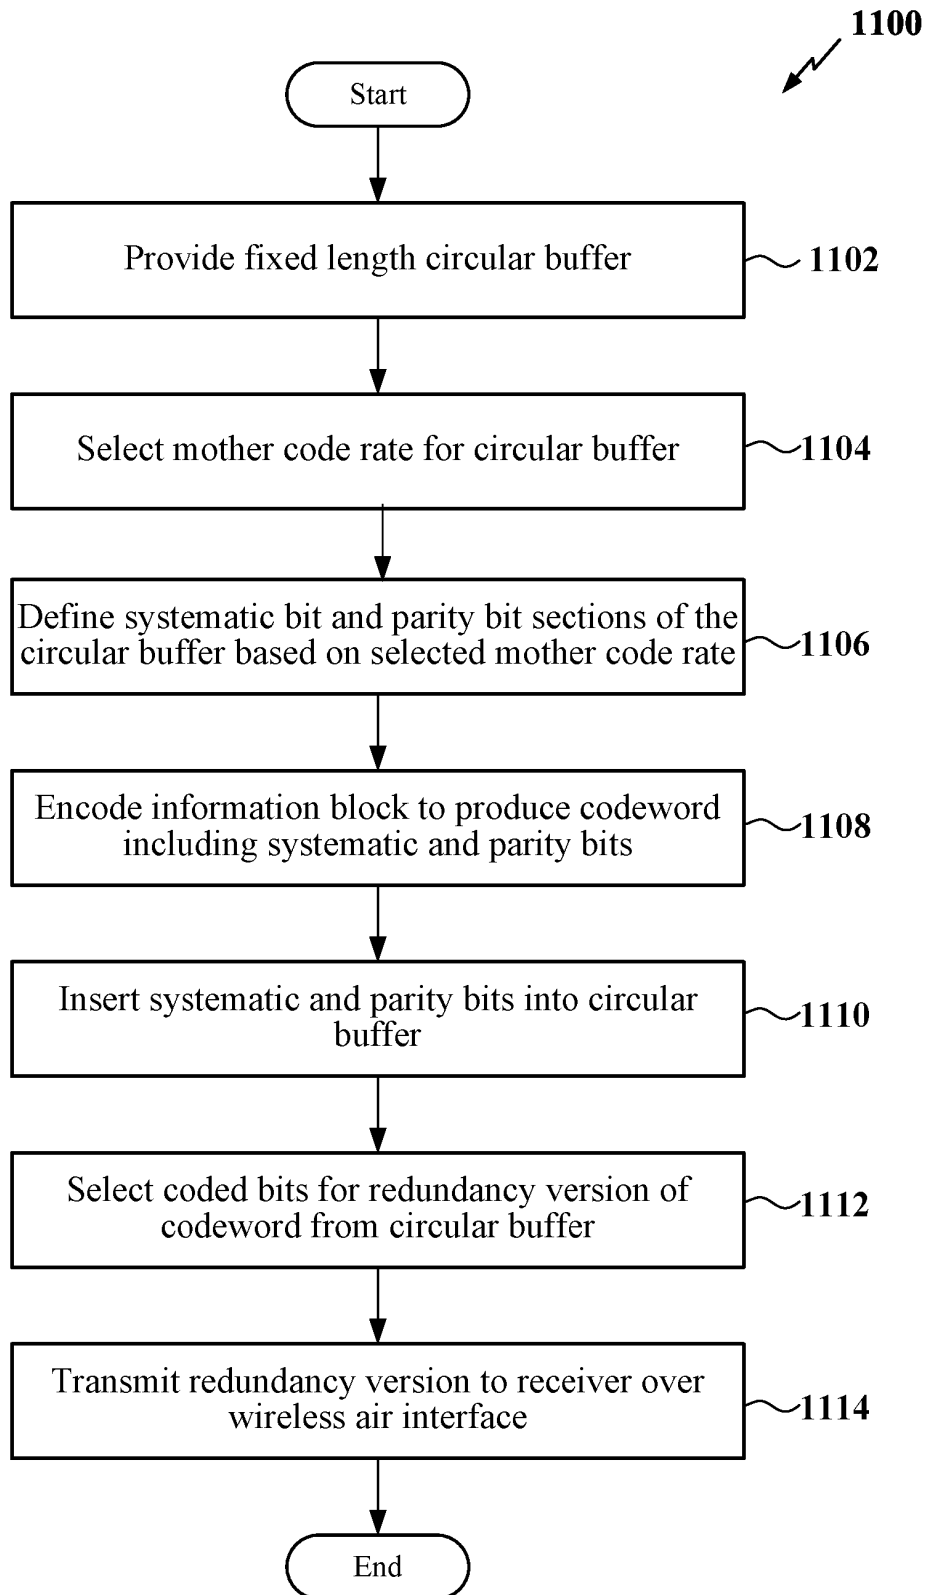 1100
Start
Provide fixed length circular buffer
1102
Select mother code rate for circular buffer
1104
Define systematic bit and parity bit sections of the
circular buffer based on selected mother code rate
1106
Encode information block to produce codeword
including systematic and parity bits
1108
Insert systematic and parity bits into circular
buffer
1110
Select coded bits for redundancy version of
codeword from circular buffer
1112
Transmit redundancy version to receiver over
wireless air interface
1114
End